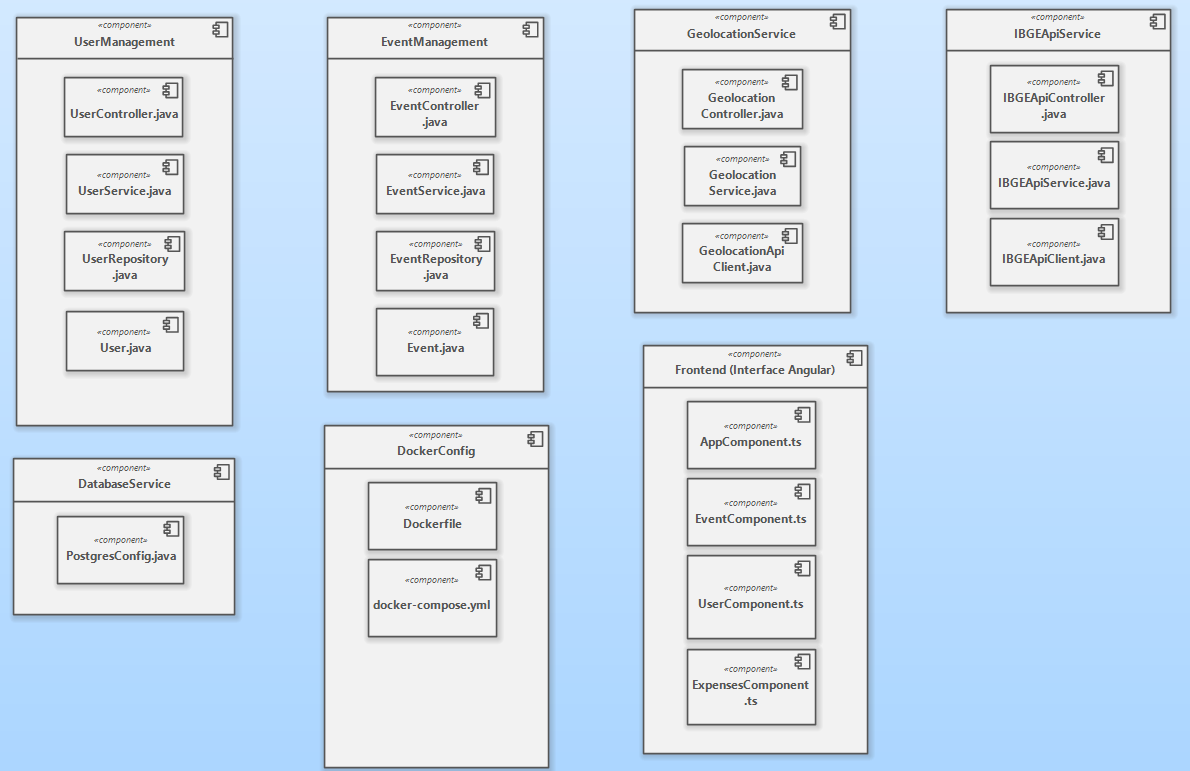 «component»
UserManagement
«component»
UserController.java
«component»
UserService.java
«component»
UserRepository
.java
«component»
User.java
«component»
EventManagement
«component»
EventController
.java
«component»
EventService.java
«component»
EventRepository
.java
«component»
Event.java
«component»
GeolocationService
«component»
Geolocation
Controller.java
«component»
Geolocation
Service.java
«component»
GeolocationApi
Client.java
«component»
IBGEApiService
«component»
IBGEApiController
.java
«component»
IBGEApiService.java
«component»
IBGEApiClient.java
«component»
DatabaseService
«component»
PostgresConfig.java
«component»
DockerConfig
«component»
Dockerfile
«component»
docker-compose.yml
«component»
Frontend (Interface Angular)
«component»
AppComponent.ts
«component»
EventComponent.ts
«component»
UserComponent.ts
«component»
ExpensesComponent
.ts